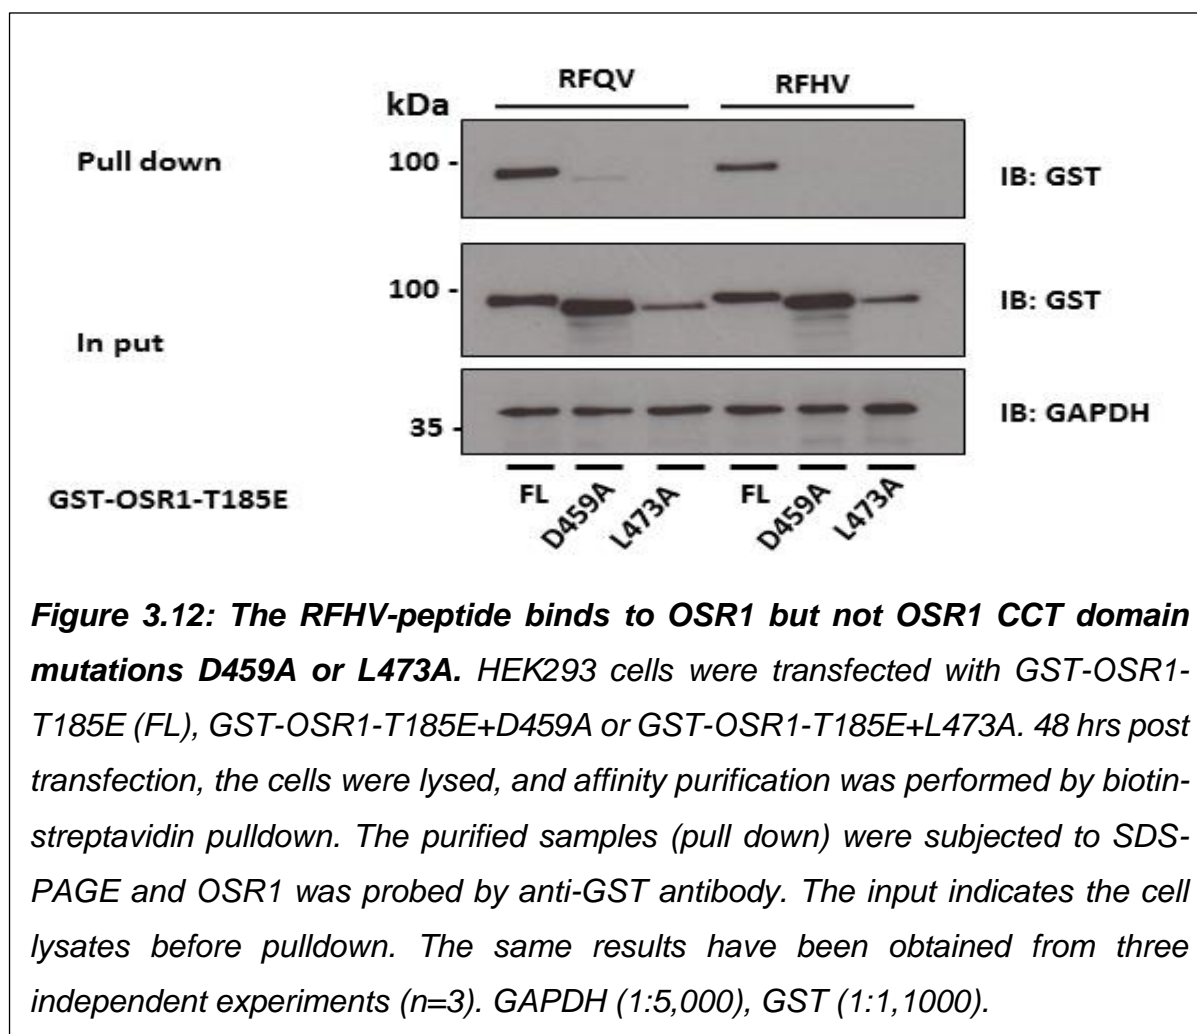 RFQV RFHV
kDa
Pull down 100 - IB: GST
100 - IB: GST
In put
35 - IB: GAPDH
GST-OSR1-T185E FL D459A L473A FL D459A L473A
Figure 3.12: The RFHV-peptide binds to OSR1 but not OSR1 CCT domain
mutations D459A or L473A. HEK293 cells were transfected with GST-OSR1-
T185E (FL), GST-OSR1-T185E+D459A or GST-OSR1-T185E+L473A. 48 hrs post
transfection, the cells were lysed, and affinity purification was performed by biotin-
streptavidin pulldown. The purified samples (pull down) were subjected to SDS-
PAGE and OSR1 was probed by anti-GST antibody. The input indicates the cell
lysates before pulldown. The same results have been obtained from three
independent experiments (n=3). GAPDH (1:5,000), GST (1:1,1000).